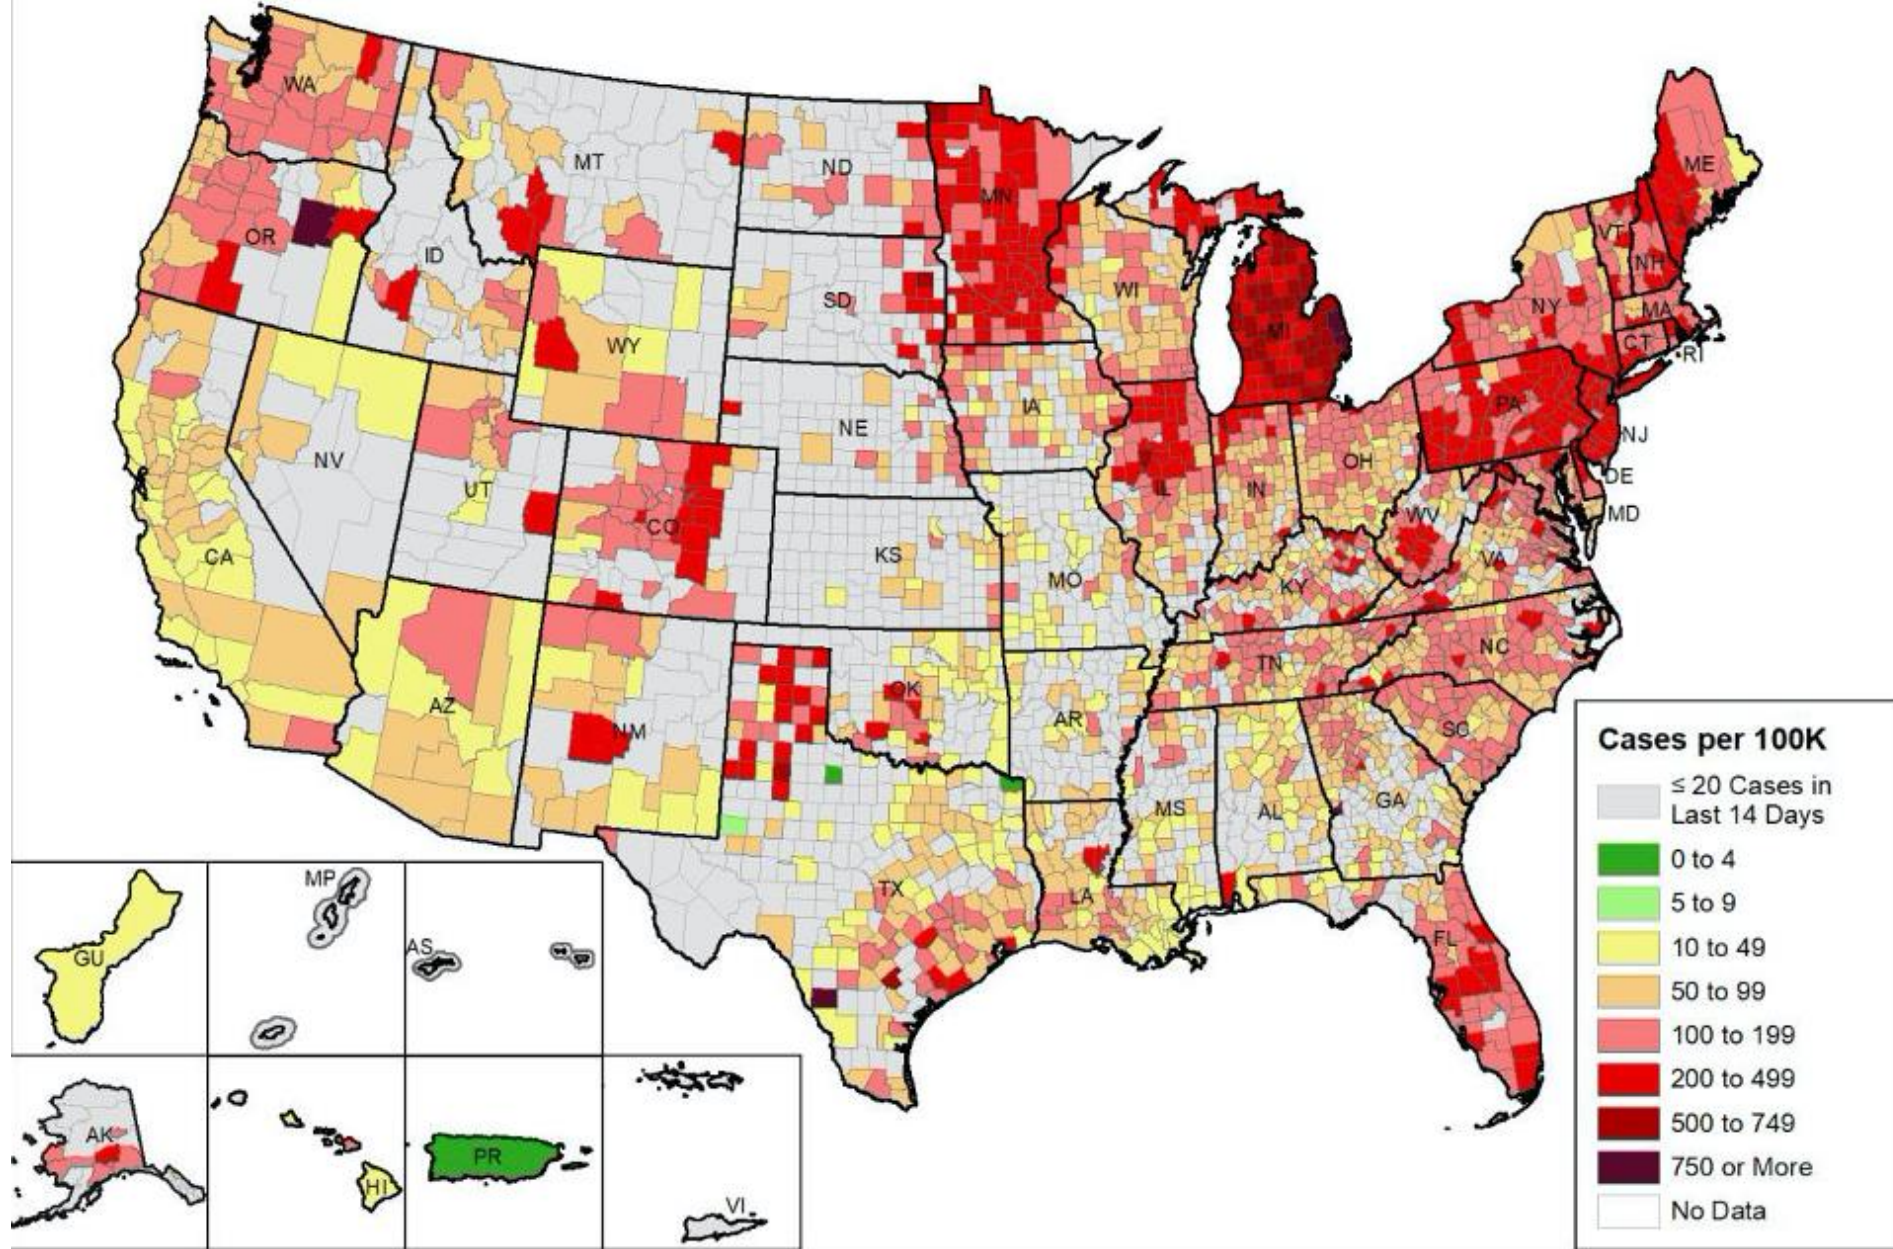 WA
MT
ND
MN
ME
OR
ID
SD
WI
MI
VT
NH
NY
MA
CT
RI
WY
IA
PA
NJ
NE
OH
DE
NV
UT
CO
IL
IN
WV
MD
CA
KS
MO
KY
VA
AZ
NM
OK
AR
TN
NC
SC
MS
AL
GA
TX
LA
FL
GU
MP
AS
AK
HI
PR
VI
Cases per 100K
≤ 20 Cases in
Last 14 Days
0 to 4
5 to 9
10 to 49
50 to 99
100 to 199
200 to 499
500 to 749
750 or More
No Data